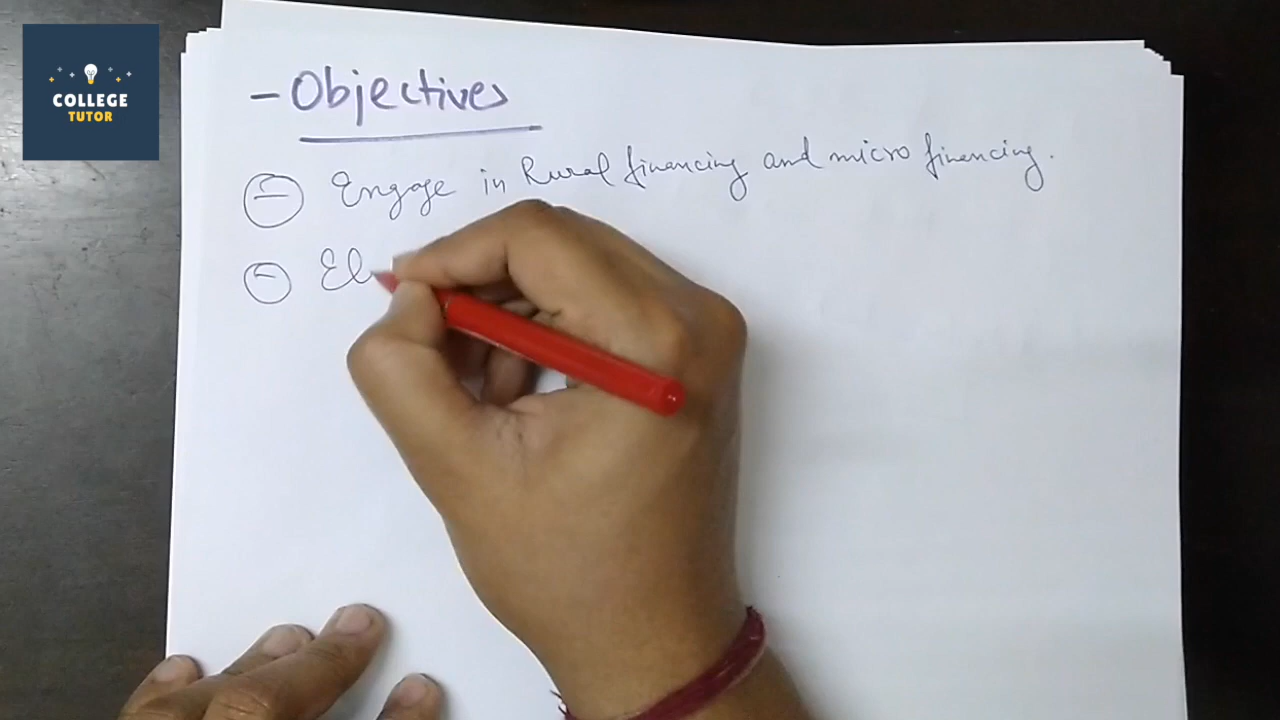 COLLEGE
TUTOR
- Objectives
- Engage in Rural financing and micro financing.
- El